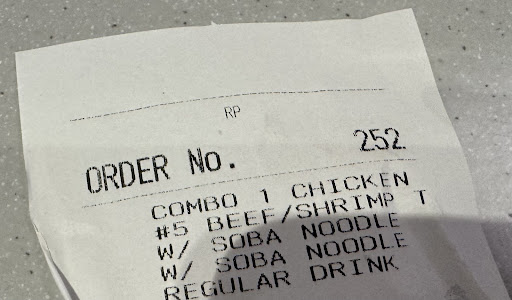 RP
ORDER No. 252
COMBO 1 CHICKEN
#5 BEEF/SHRIMP T
W/ SOBA NOODLE
W/ SOBA NOODLE
REGULAR DRINK